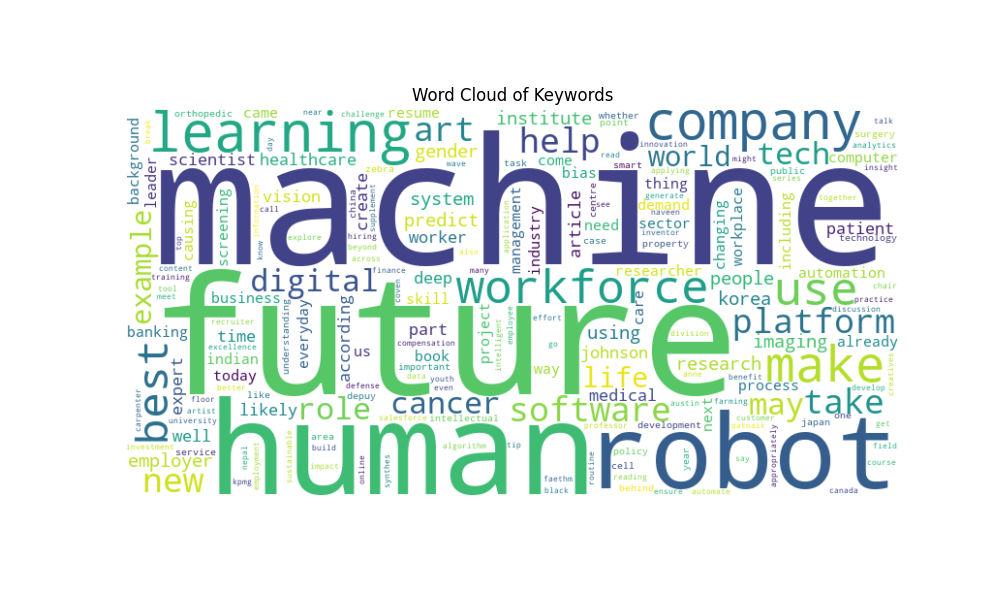 Word Cloud of Keywords
orthopedic
came
near
challenge
resume
institute
whether
point
company
talk
background
break
learning
day
art
help
innovation
world
tech
surgery
analytics
leader
scientist
healthcare
gender
wave
task
come
read
smart
might
public
computer
insight
machine
zebra
bias
applying
series
vision
china
create
supplement
system
predict
worker
management
application
industry
article
centre
see
thing
generate
demand
naveen
sector
property
need
case
changing
workplace
including
together
patient
technology
example
causing
screening
call
know
information
explore
hiring
beyond
across
also
top
content
training
tool
meet
digital
finance
coven
deep
many
workforce
researcher
people
automation
chair
practice
use
discussion
future
business
skill
korea
platform
recruiter
banking
time
indian
excellence
today
better
understanding
everyday
according
us
part
compensation
book
important
data
youth
even
project
intelligent
employee
effort
go
way
using
care
johnson
division
research
imaging
already
process
make
creatives
develop
best
carpenter
expert
floor
artist
university
like
likely
role
defense
depuy
cancer
salesforce
intellectual
software
professor
life
medical
development
anne
austin
next
benefit
farming
customer
patnaik
may
take
japan
one
get
field
course
well
service
investment
employer
new
kpmg
nepal
employment
human
sustainable
area
build
impact
online
synthes
algorithm
tip
faethm
black
routine
policy
cell
reading
behind
ensure
year
automate
say
appropriately
canada
robot